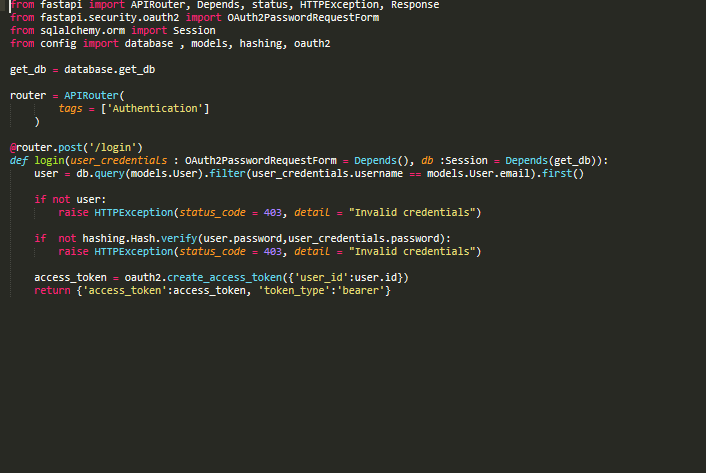 from fastapi import APIRouter, Depends, status, HTTPException, Response
from fastapi.security.oauth2 import OAuth2PasswordRequestForm
from sqlalchemy.orm import Session
from config import database , models, hashing, oauth2
get_db = database.get_db
router = APIRouter(
tags = ['Authentication']
)
@router.post('/login')
def login(user_credentials : OAuth2PasswordRequestForm = Depends(), db :Session = Depends(get_db)):
user = db.query(models.User).filter(user_credentials.username == models.User.email).first()
if not user:
raise HTTPException(status_code = 403, detail = "Invalid credentials")
if  not hashing.Hash.verify(user.password,user_credentials.password):
raise HTTPException(status_code = 403, detail = "Invalid credentials")
access_token = oauth2.create_access_token({'user_id':user.id})
return {'access_token':access_token, 'token_type':'bearer'}